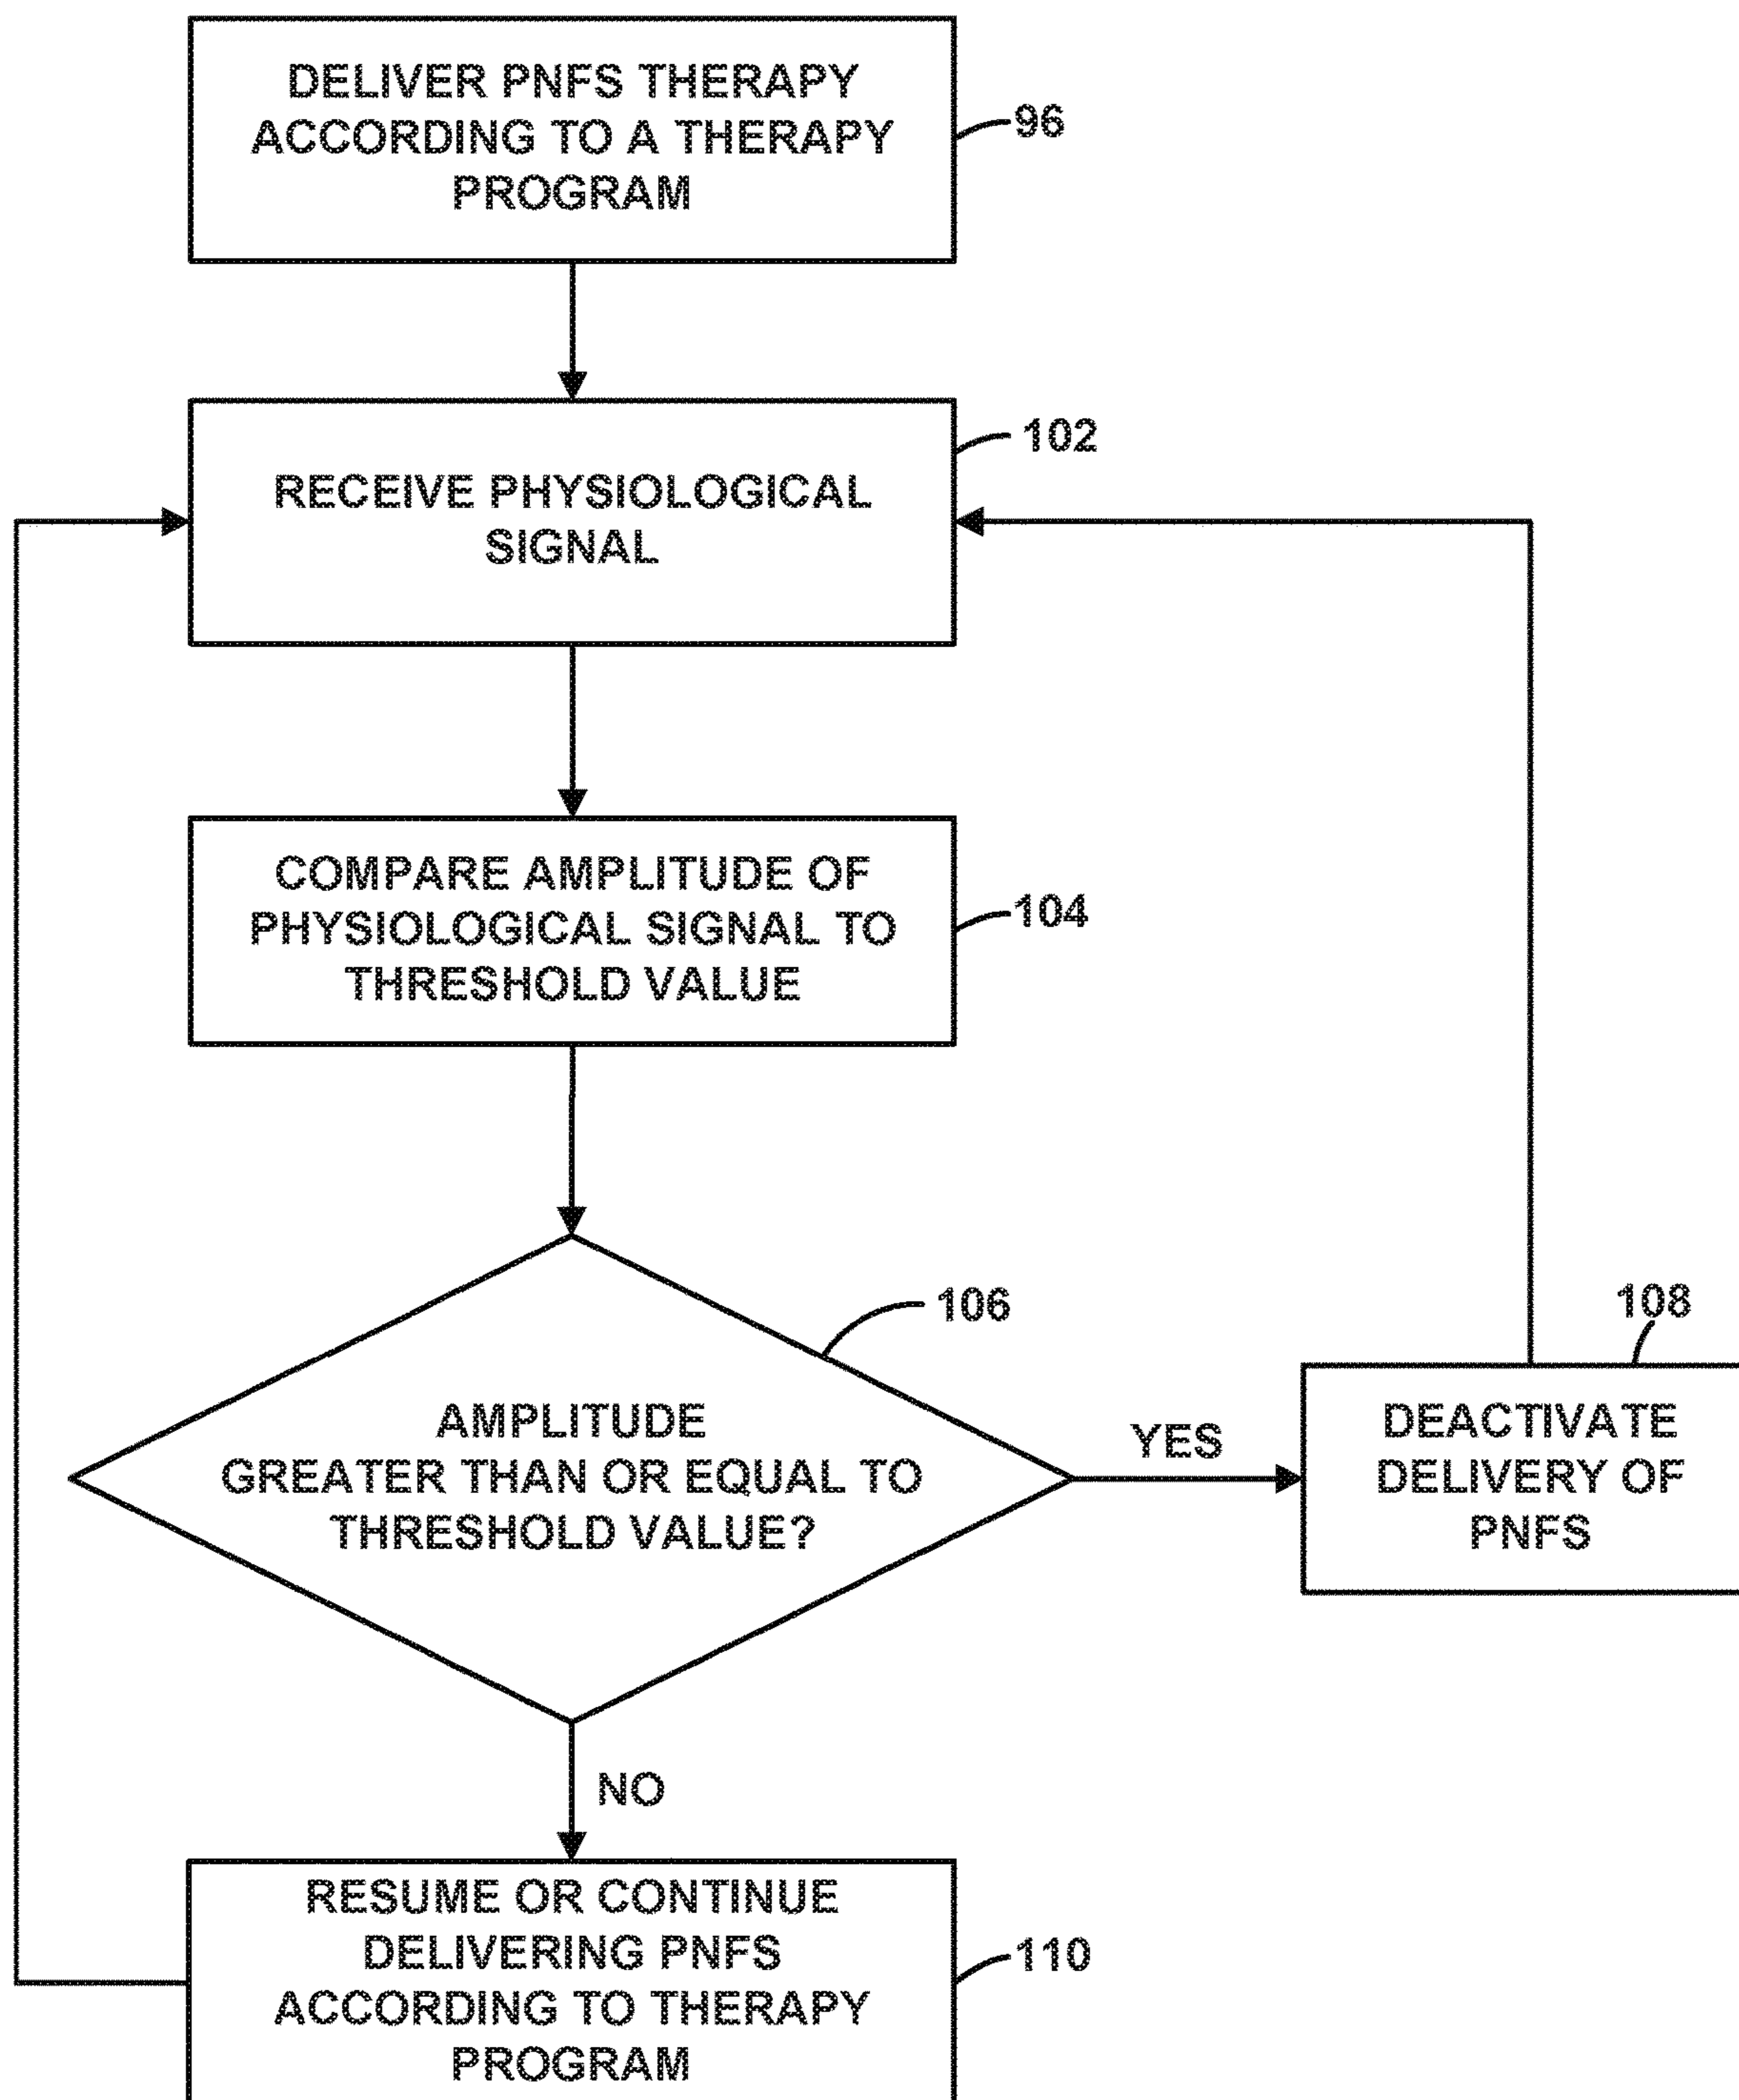 DELIVER PNFS THERAPY
ACCORDING TO A THERAPY
PROGRAM
96
RECEIVE PHYSIOLOGICAL
SIGNAL
102
COMPARE AMPLITUDE OF
PHYSIOLOGICAL SIGNAL TO
THRESHOLD VALUE
104
AMPLITUDE
GREATER THAN OR EQUAL TO
THRESHOLD VALUE?
106
YES
DEACTIVATE
DELIVERY OF
PNFS
108
NO
RESUME OR CONTINUE
DELIVERING PNFS
ACCORDING TO THERAPY
PROGRAM
110